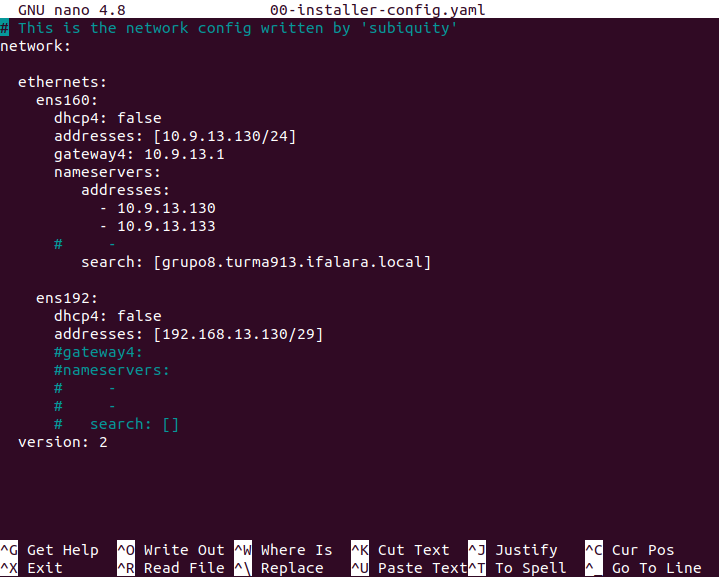 GNU nano 4.8 00-installer-config.yaml
# This is the network config written by 'subiquity'
network:
ethernets:
ens160:
dhcp4: false
addresses: [10.9.13.130/24]
gateway4: 10.9.13.1
nameservers:
addresses:
- 10.9.13.130
- 10.9.13.133
# -
search: [grupo8.turma913.ifalara.local]
ens192:
dhcp4: false
addresses: [192.168.13.130/29]
#gateway4:
#nameservers:
# -
# -
# search: []
version: 2
^G Get Help ^O Write Out ^W Where Is ^K Cut Text ^J Justify ^C Cur Pos
^X Exit ^R Read File ^\ Replace ^U Paste Text ^T To Spell ^_ Go To Line